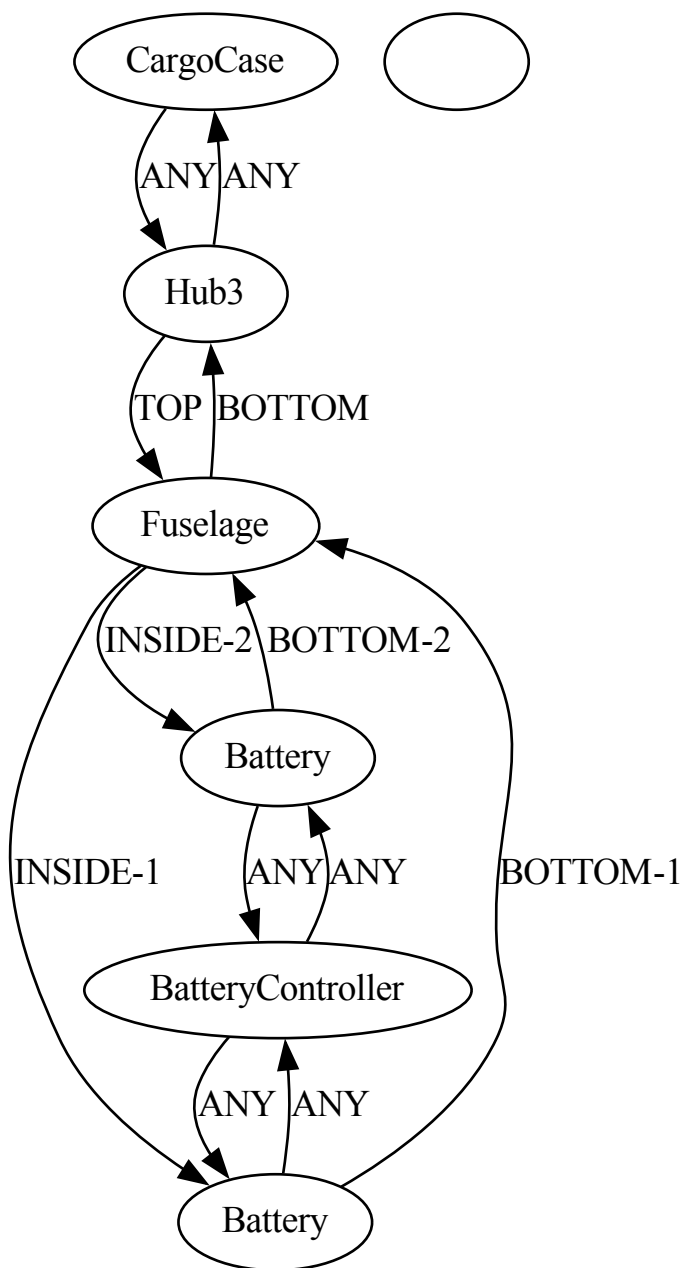 CargoCase
ANY
ANY
Hub3
TOP
BOTTOM
Fuselage
INSIDE-2
BOTTOM-2
Battery
INSIDE-1
ANY
ANY
BOTTOM-1
BatteryController
ANY
ANY
Battery